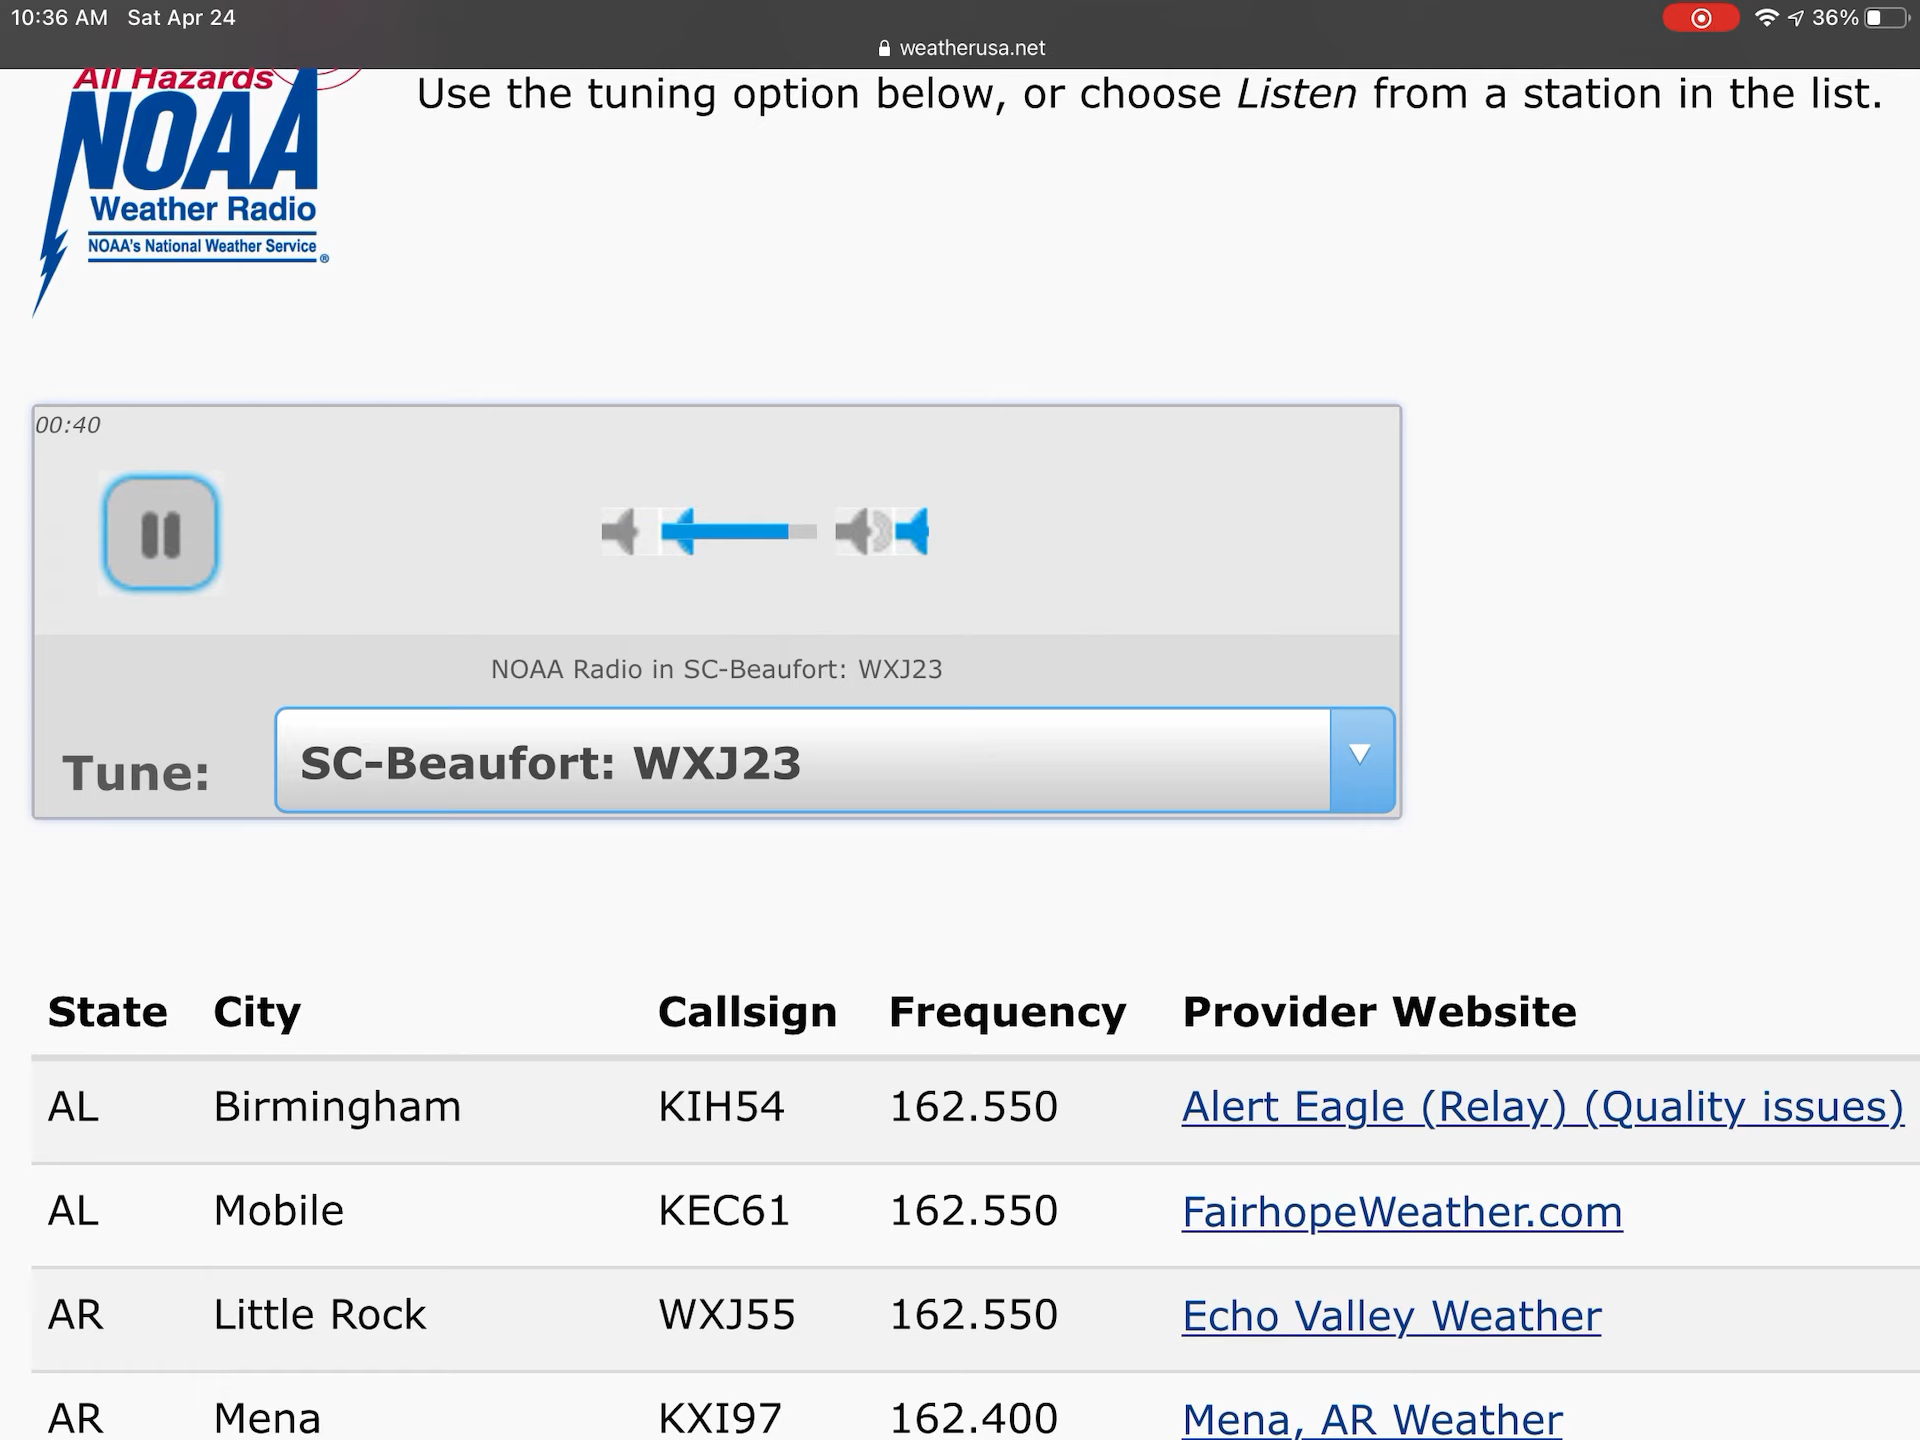 10:36 AM Sat Apr 24
36%
weatherusa.net
All Hazards
NOAA
Weather Radio
NOAA's National Weather Service
®
Use the tuning option below, or choose Listen from a station in the list.
00:40
NOAA Radio in SC-Beaufort: WXJ23
Tune: SC-Beaufort: WXJ23
State City Callsign Frequency Provider Website
AL Birmingham KIH54 162.550 Alert Eagle (Relay) (Quality issues)
AL Mobile KEC61 162.550 FairhopeWeather.com
AR Little Rock WXJ55 162.550 Echo Valley Weather
AR Mena KXI97 162.400 Mena, AR Weather